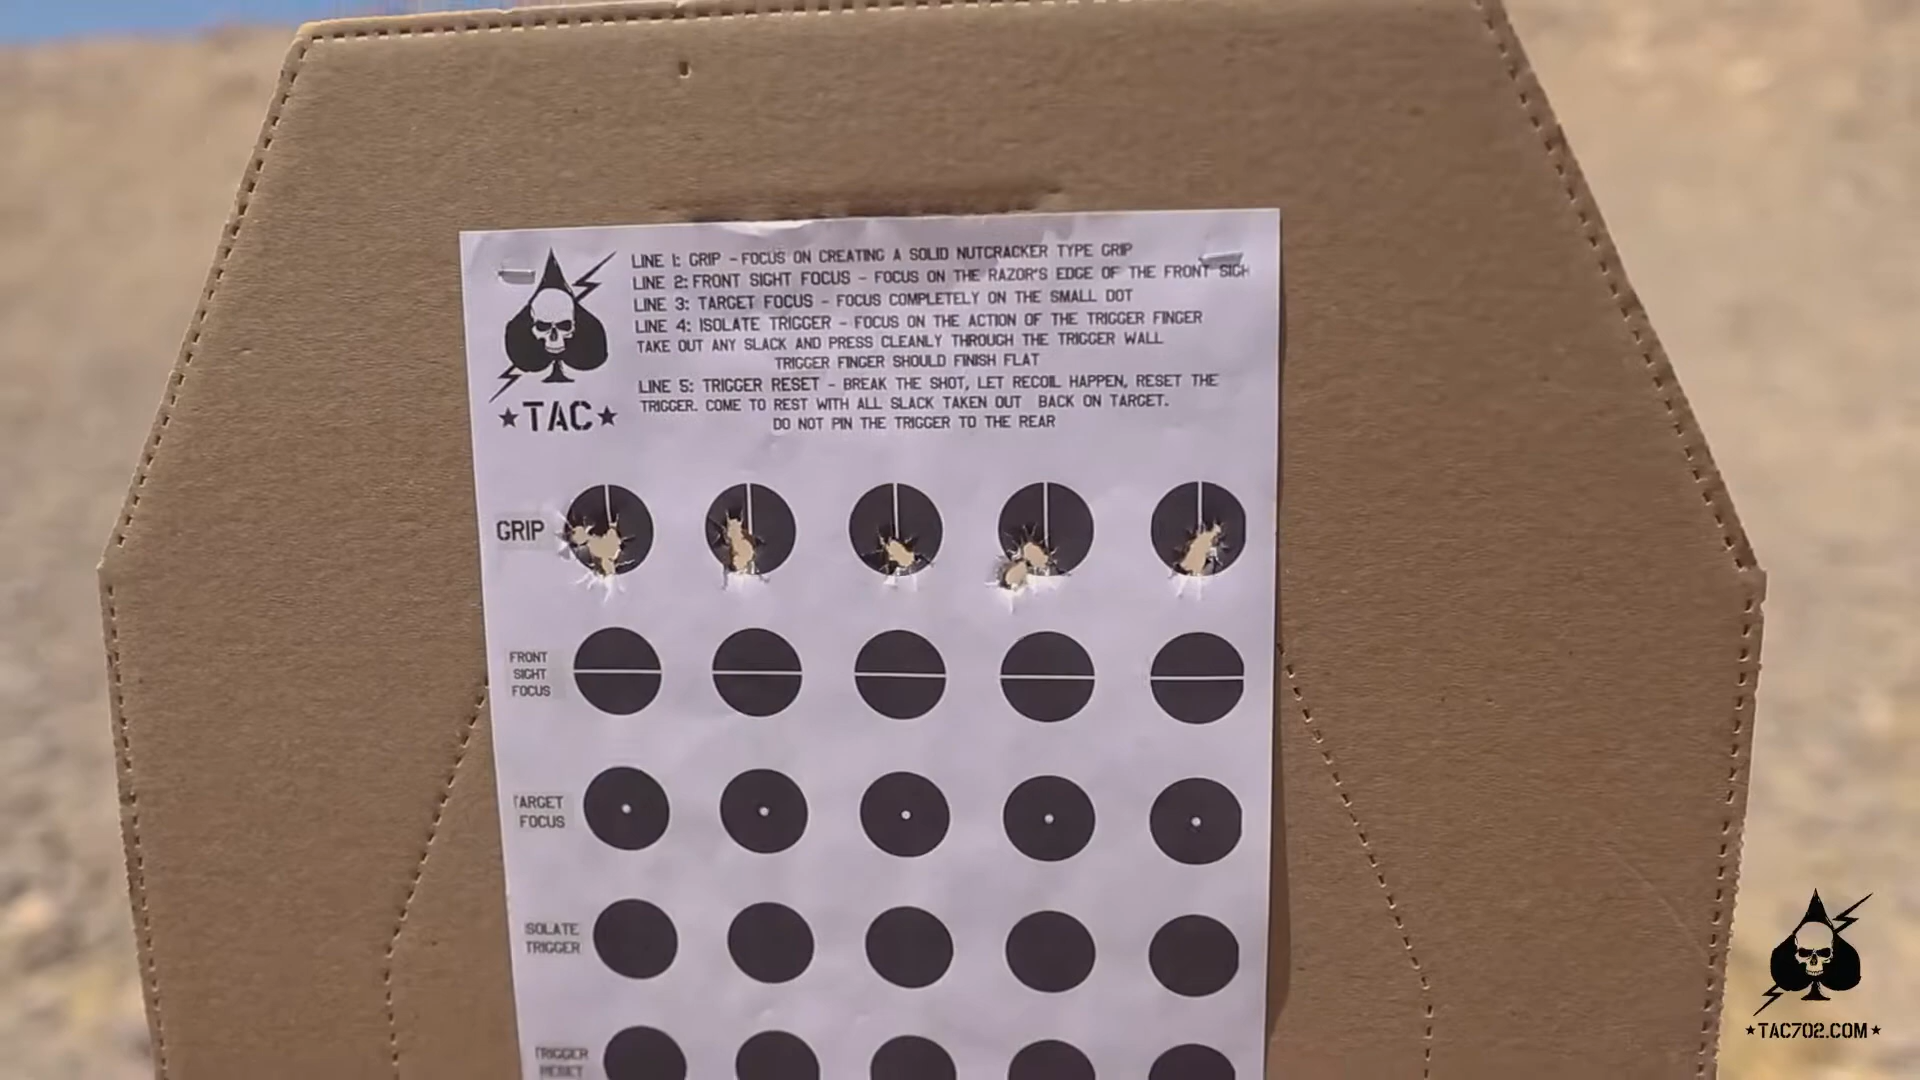 LINE 1: GRIP - FOCUS ON CREATING A SOLID NUTCRACKER TYPE GRIP
LINE 2: FRONT SIGHT FOCUS - FOCUS ON THE RAZOR'S EDGE OF THE FRONT SIGH
LINE 3: TARGET FOCUS - FOCUS COMPLETELY ON THE SMALL DOT
LINE 4: ISOLATE TRIGGER - FOCUS ON THE ACTION OF THE TRIGGER FINGER
TAKE OUT ANY SLACK AND PRESS CLEANLY THROUGH THE TRIGGER WALL
TRIGGER FINGER SHOULD FINISH FLAT
LINE 5: TRIGGER RESET - BREAK THE SHOT, LET RECOIL HAPPEN, RESET THE
TRIGGER. COME TO REST WITH ALL SLACK TAKEN OUT BACK ON TARGET.
DO NOT PIN THE TRIGGER TO THE REAR
★TAC★
GRIP
FRONT
SIGHT
FOCUS
TARGET
FOCUS
ISOLATE
TRIGGER
TRIGGER
RESET
★TAC702.COM★